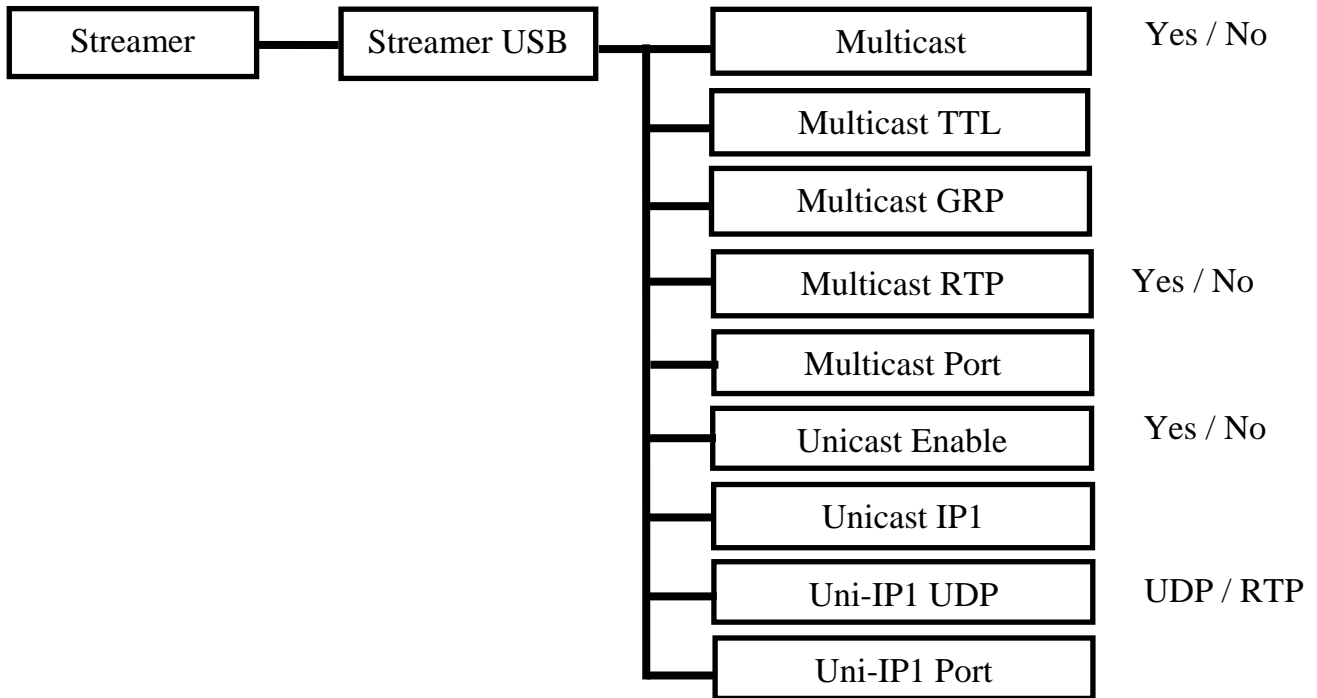 Streamer
Streamer USB
Multicast
Yes / No
Multicast TTL
Multicast GRP
Multicast RTP
Yes / No
Multicast Port
Unicast Enable
Yes / No
Unicast IP1
Uni-IP1 UDP
UDP / RTP
Uni-IP1 Port